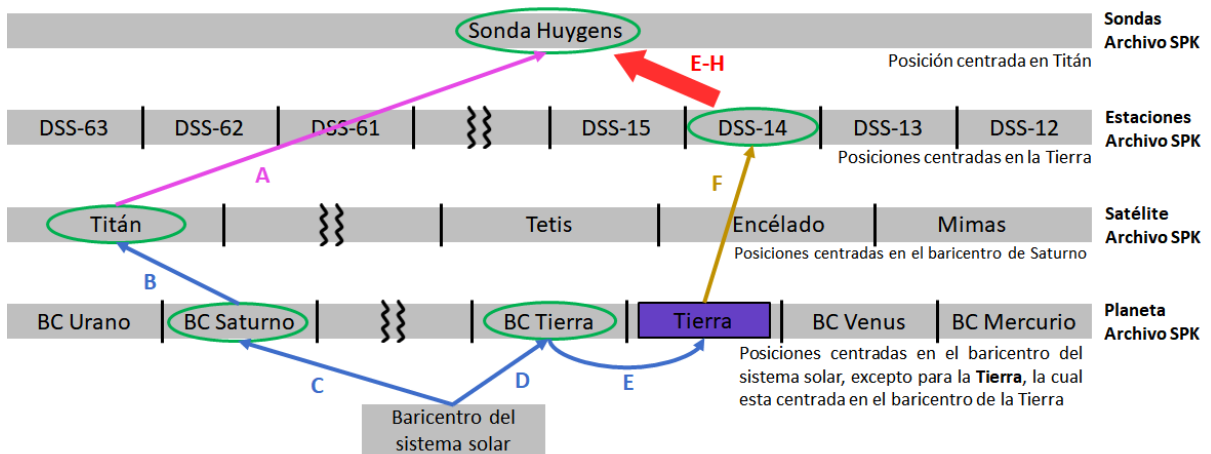 Sonda Huygens
Sondas
Archivo SPK
Posición centrada en Titán
E-H
DSS-63
DSS-62
DSS-61
DSS-15
DSS-14
DSS-13
DSS-12
Estaciones
Archivo SPK
Posiciones centradas en la Tierra
A
F
Titán
Tetis
Encélado
Mimas
Satélite
Archivo SPK
Posiciones centradas en el baricentro de Saturno
B
BC Urano
BC Saturno
BC Tierra
Tierra
BC Venus
BC Mercurio
Planeta
Archivo SPK
Posiciones centradas en el baricentro del
sistema solar, excepto para la Tierra, la cual
esta centrada en el baricentro de la Tierra
C
D
E
Baricentro del
sistema solar